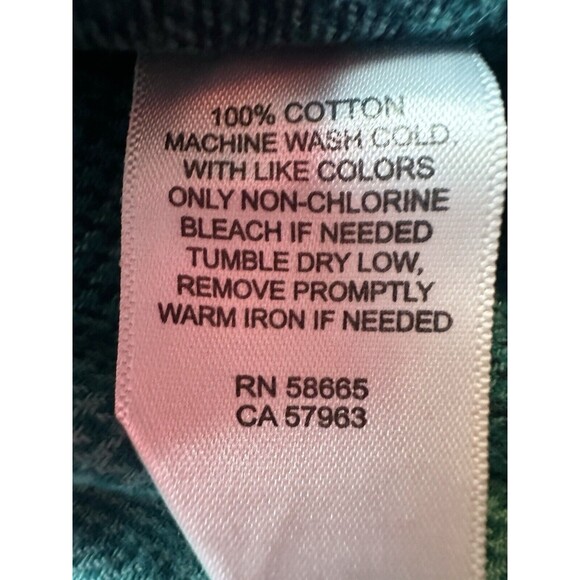 100% COTTON
MACHINE WASH COLD,
WITH LIKE COLORS
ONLY NON-CHLORINE
BLEACH IF NEEDED
TUMBLE DRY LOW,
REMOVE PROMPTLY
WARM IRON IF NEEDED
RN 58665
CA 57963